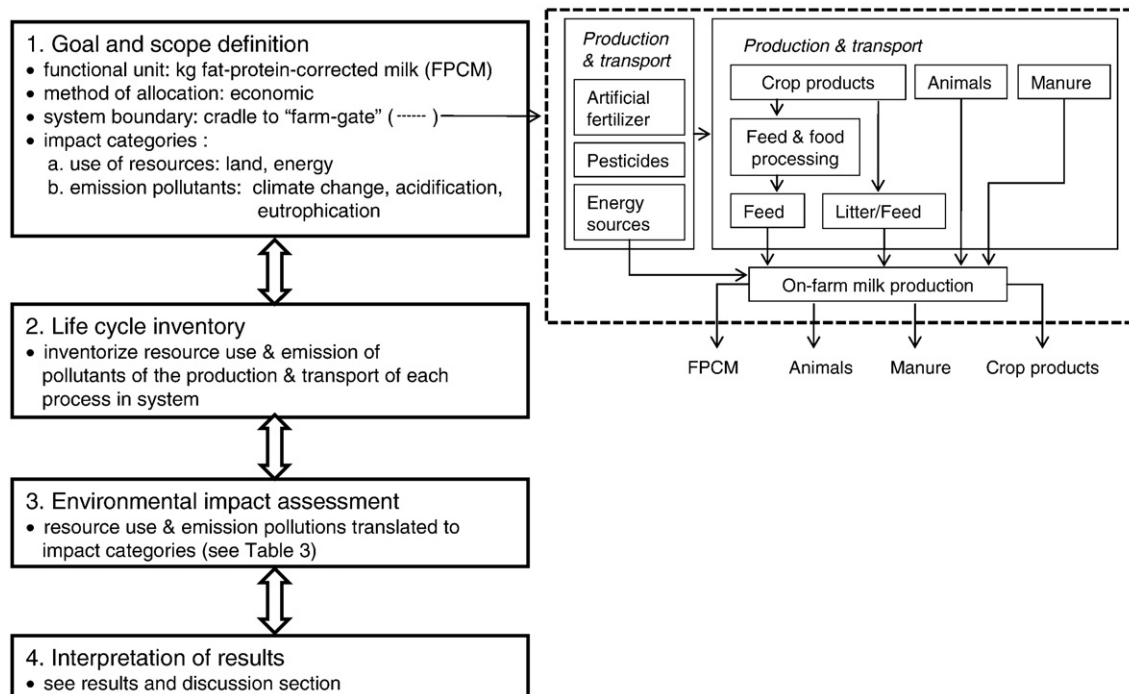 1. Goal and scope definition
• functional unit: kg fat-protein-corrected milk (FPCM)
• method of allocation: economic
• system boundary: cradle to “farm-gate” ( ----- )
• impact categories :
a. use of resources: land, energy
b. emission pollutants: climate change, acidification,
eutrophication
2. Life cycle inventory
• inventorize resource use & emission of
pollutants of the production & transport of each
process in system
3. Environmental impact assessment
• resource use & emission pollutions translated to
impact categories (see Table 3)
4. Interpretation of results
• see results and discussion section
Production
& transport
Artificial
fertilizer
Pesticides
Energy
sources
Production & transport
Crop products
Animals
Manure
Feed & food
processing
Feed
Litter/Feed
On-farm milk production
FPCM
Animals
Manure
Crop products